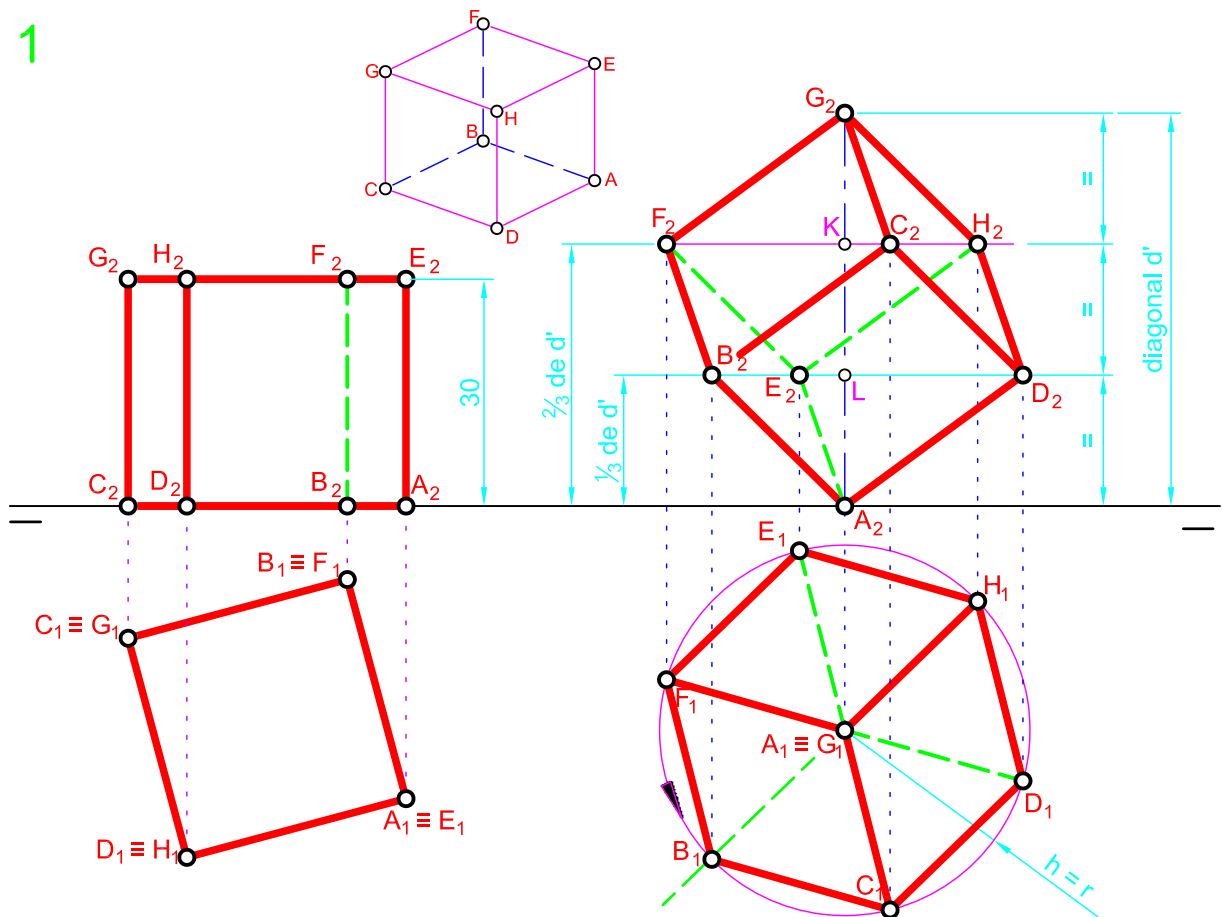 1
F
G
E
H
B
C
A
D
G₂
F₂
K
C₂
H₂
G₂
H₂
F₂
E₂
=
=
=
diagonal d'
⅔ de d'
⅓ de d'
30
B₂
E₂
L
D₂
C₂
D₂
B₂
A₂
A₂
E₁
B₁ ≡ F₁
H₁
C₁ ≡ G₁
F₁
A₁ ≡ G₁
D₁
A₁ ≡ E₁
D₁ ≡ H₁
B₁
C₁
h = r